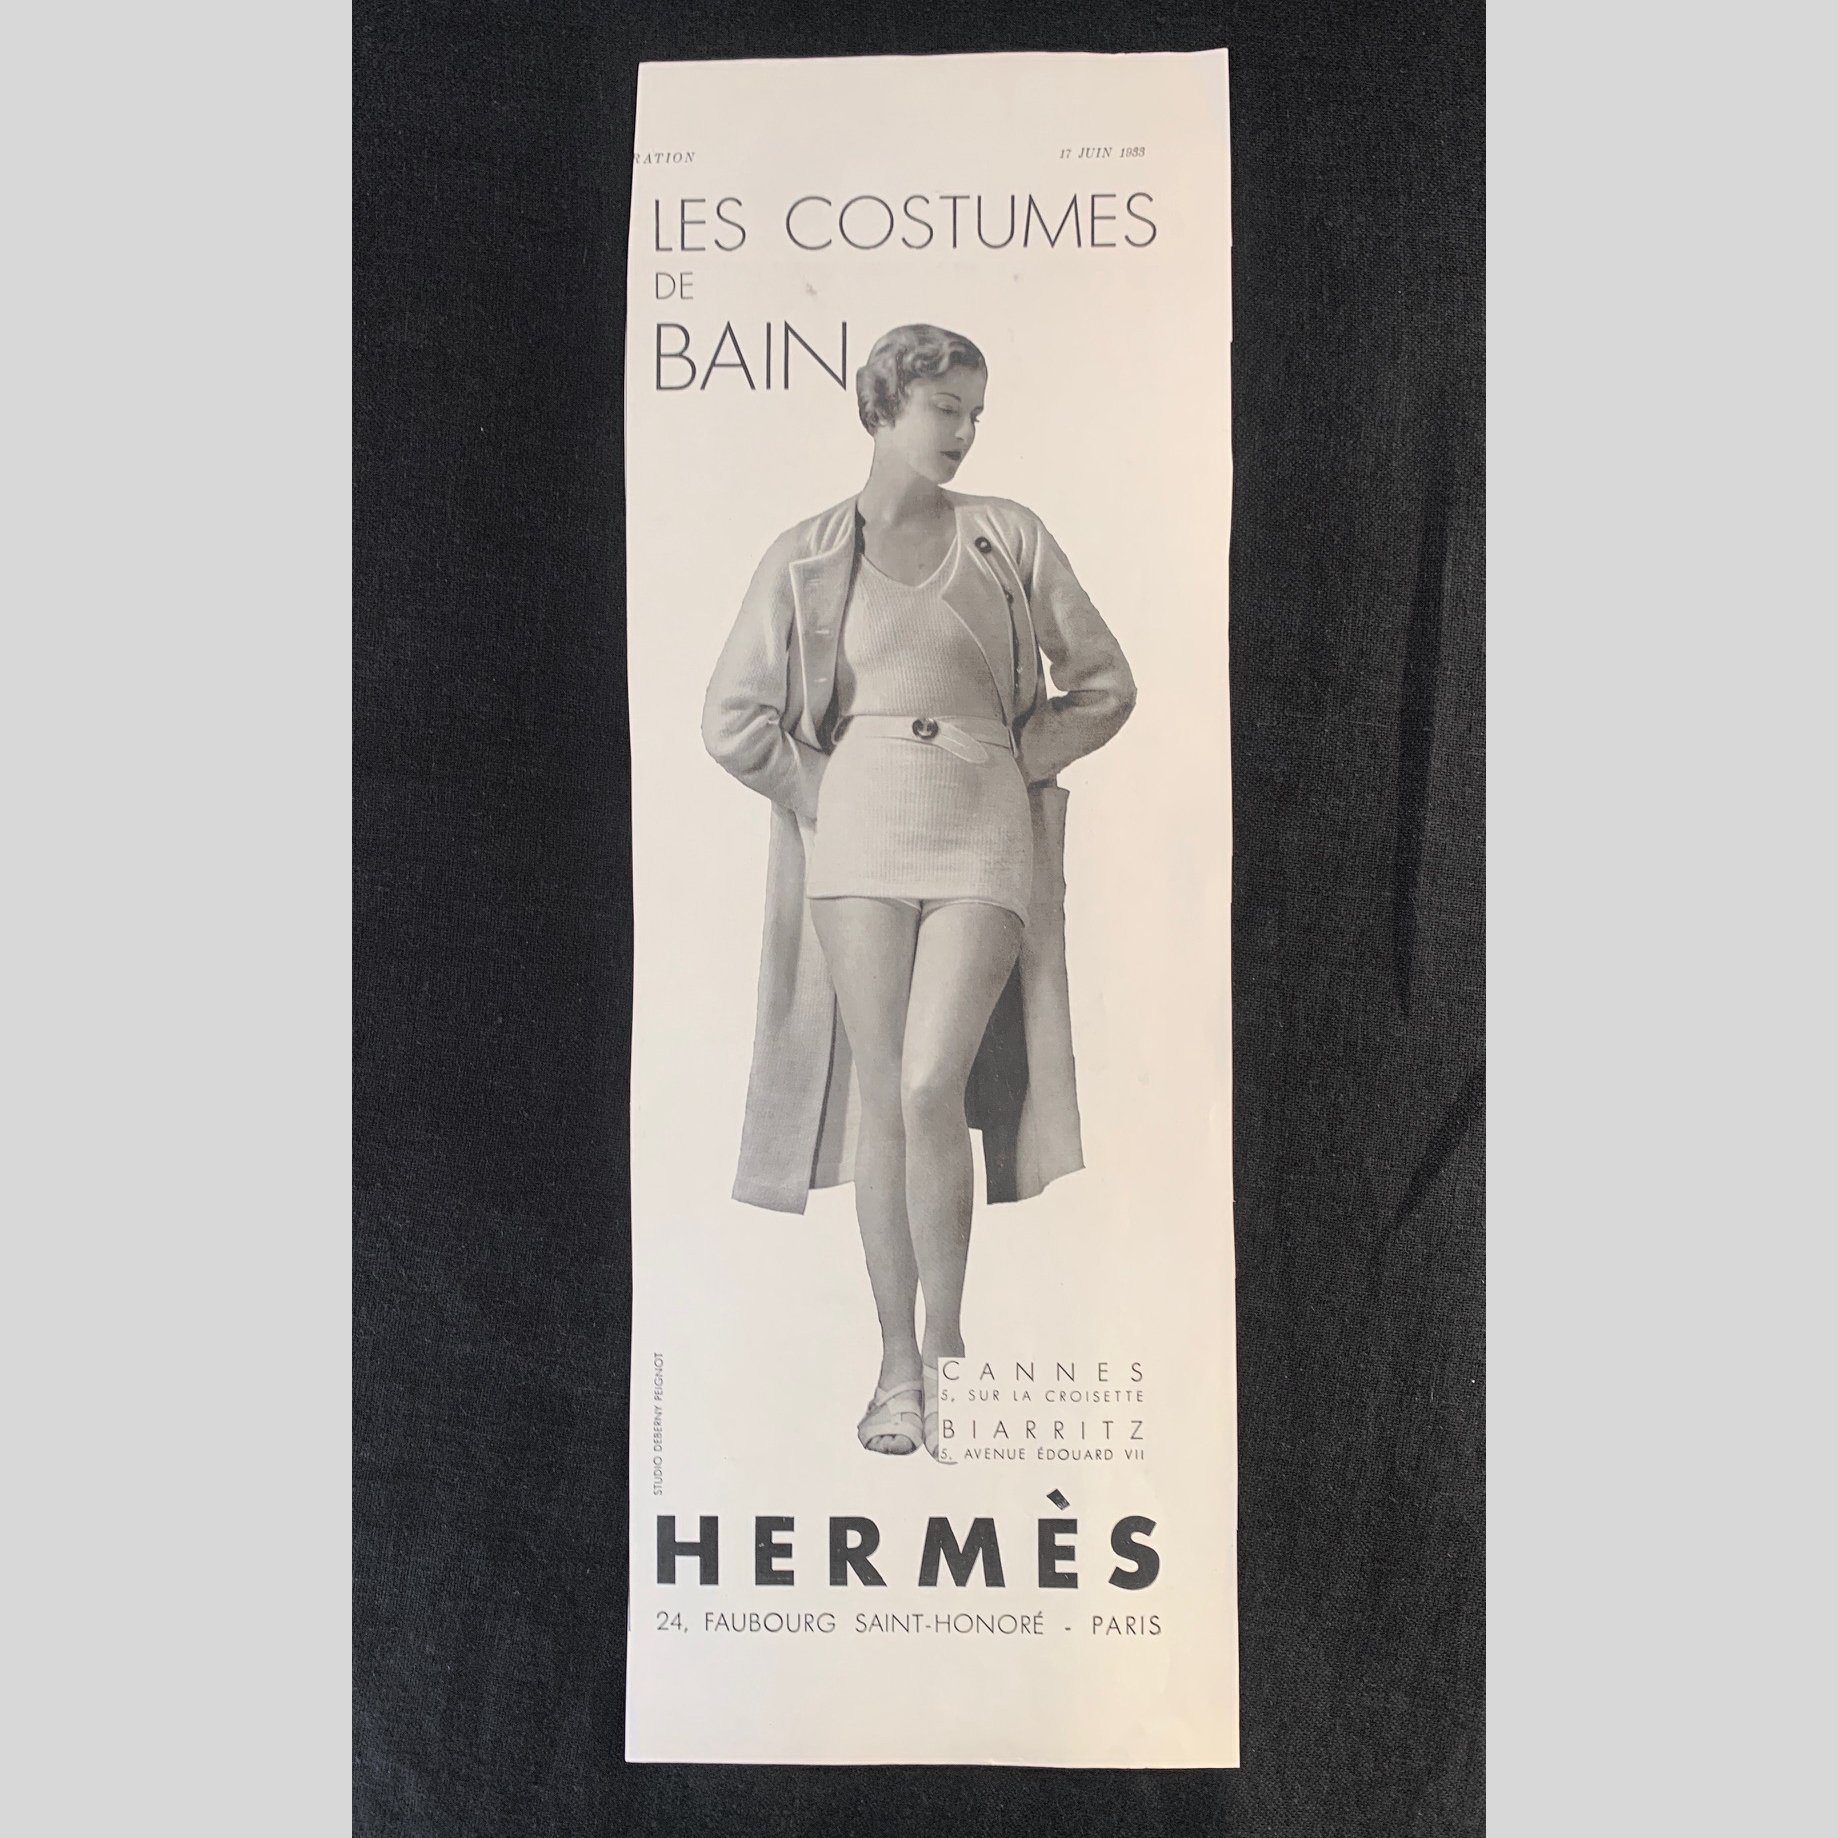 RATION
17 JUIN 1933
LES COSTUMES
DE
BAIN
STUDIO DEBERNY PEIGNOT
CANNES
5, SUR LA CROISETTE
BIARRITZ
5, AVENUE ÉDOUARD VII
HERMÈS
24, FAUBOURG SAINT-HONORÉ - PARIS